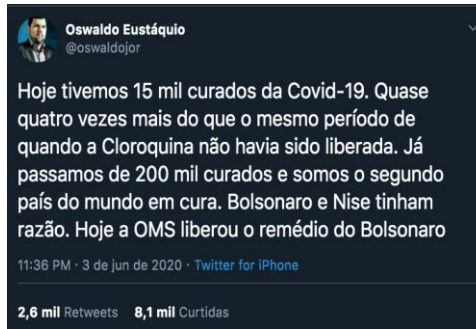 Oswaldo Eustáquio
@oswaldojor
Hoje tivemos 15 mil curados da Covid-19. Quase
quatro vezes mais do que o mesmo período de
quando a Cloroquina não havia sido liberada. Já
passamos de 200 mil curados e somos o segundo
país do mundo em cura. Bolsonaro e Nise tinham
razão. Hoje a OMS liberou o remédio do Bolsonaro
11:36 PM · 3 de jun de 2020 · Twitter for iPhone
2,6 mil Retweets 8,1 mil Curtidas